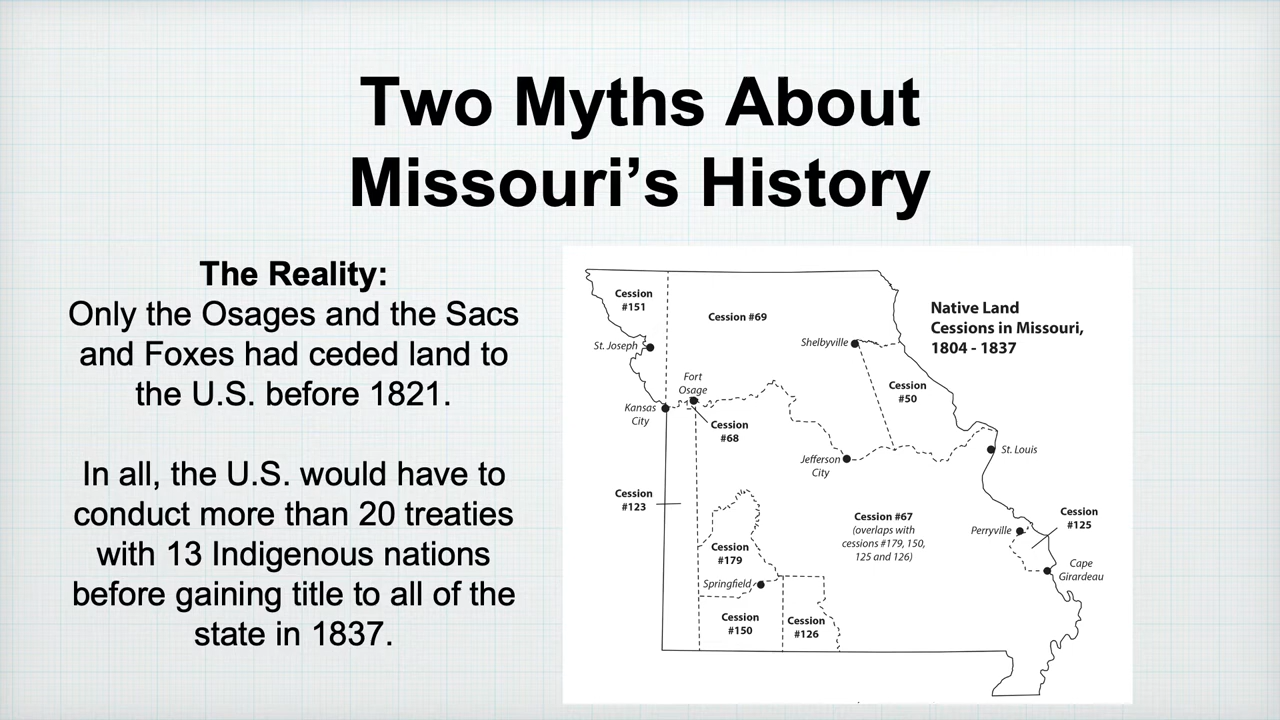 Two Myths About
Missouri’s History
The Reality:
Only the Osages and the Sacs
and Foxes had ceded land to
the U.S. before 1821.
In all, the U.S. would have to
conduct more than 20 treaties
with 13 Indigenous nations
before gaining title to all of the
state in 1837.
Native Land
Cessions in Missouri,
1804 - 1837
Cession
#151
Cession #69
St. Joseph
Shelbyville
Fort
Osage
Cession
#50
Kansas
City
Cession
#68
Jefferson
City
St. Louis
Cession
#123
Cession #67
(overlaps with
cessions #179, 150,
125 and 126)
Perryville
Cession
#125
Cession
#179
Cape
Girardeau
Springfield
Cession
#150
Cession
#126